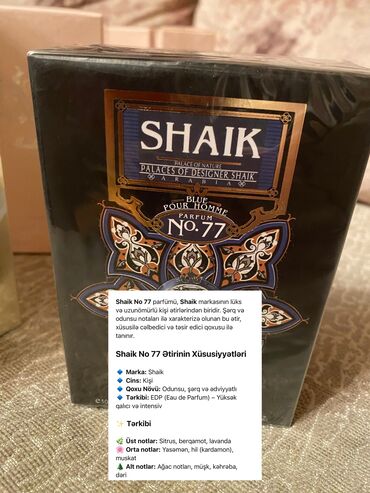 SHAIK
PALACE OF NATURE
PALACES OF DESIGNER SHAIK
ARABIA
BLUE
POUR HOMME
PARFUM
No.77
Shaik No 77 parfümü, Shaik markasının lüks
və uzunömürlü kişi ətirlərindən biridir. Şərq və
odunsu notaları ilə xarakterizə olunan bu ətir,
xüsusilə cəlbedici və təsir edici qoxusu ilə
tanınır.
Shaik No 77 Ətirinin Xüsusiyyətləri
Marka: Shaik
Cins: Kişi
Qoxu Növü: Odunsu, şərq və ədviyyatlı
Tərkibi: EDP (Eau de Parfum) – Yüksək
qalıcı və intensiv
Tərkibi
Üst notlar: Sitrus, berqamot, lavanda
Orta notlar: Yasəmən, hil (kardamon),
muskat
Alt notlar: Ağac notları, müşk, kəhrəba,
dəri